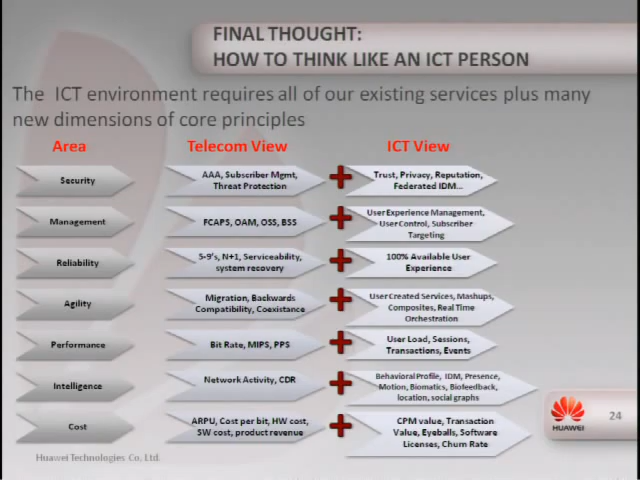 FINAL THOUGHT:
HOW TO THINK LIKE AN ICT PERSON
The ICT environment requires all of our existing services plus many
new dimensions of core principles
Area
Telecom View
ICT View
Security
AAA, Subscriber Mgmt,
Threat Protection
+
Trust, Privacy, Reputation,
Federated IDM...
Management
FCAPS, OAM, OSS, BSS
+
User Experience Management,
User Control, Subscriber
Targeting
Reliability
5-9's, N+1, Serviceability,
system recovery
+
100% Available User
Experience
Agility
Migration, Backwards
Compatibility, Coexistance
+
User Created Services, Mashups,
Composites, Real Time
Orchestration
Performance
Bit Rate, MIPS, PPS
+
User Load, Sessions,
Transactions, Events
Intelligence
Network Activity, CDR
+
Behavioral Profile, IDM, Presence,
Motion, Biomatics, Biofeedback,
location, social graphs
Cost
ARPU, Cost per bit, HW cost,
SW cost, product revenue
+
CPM value, Transaction
Value, Eyeballs, Software
Licenses, Churn Rate
HUAWEI
24
Huawei Technologies Co, Ltd.